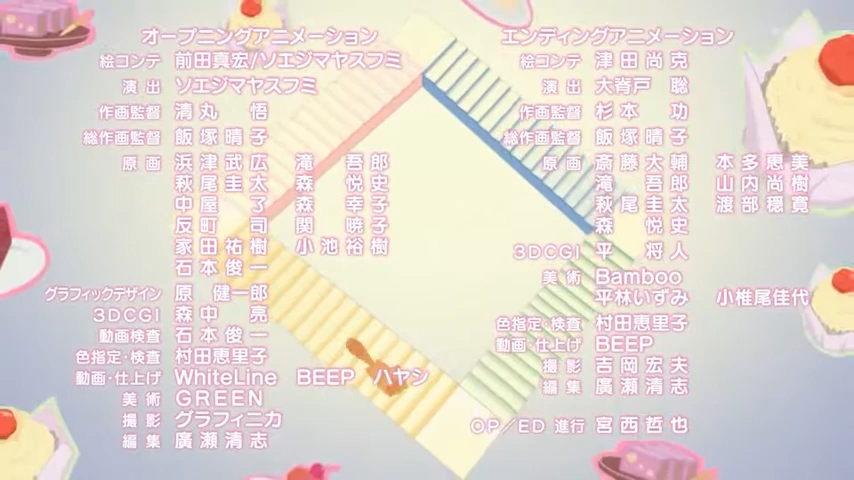 オープニングアニメーション
絵コンテ 前田真宏/ソエジマヤスフミ
演出 ソエジマヤスフミ
作画監督 清丸 悟
総作画監督 飯塚晴子
原画 浜津武広 滝 吾郎
萩尾圭太 森 悦史
中屋 了 森 幸子
反町 司 関 暁子
家田祐樹 小池裕樹
石本俊一
グラフィックデザイン 原 健一郎
3DCGI 森中 亮
動画検査 石本俊一
色指定・検査 村田恵里子
動画・仕上げ WhiteLine BEEP ハヤシ
美術 GREEN
撮影 グラフィニカ
編集 廣瀬清志
エンディングアニメーション
絵コンテ 津田尚克
演出 大脊戸 聡
作画監督 杉本 功
総作画監督 飯塚晴子
原画 斎藤大輔 本多恵美
滝 吾郎 山内尚樹
萩尾圭太 渡部穏寛
森 悦史
3DCGI 平 将人
美術 Bamboo
平林いずみ 小椎尾佳代
色指定・検査 村田恵里子
動画・仕上げ BEEP
撮影 吉岡宏夫
編集 廣瀬清志
OP/ED 進行 宮西哲也